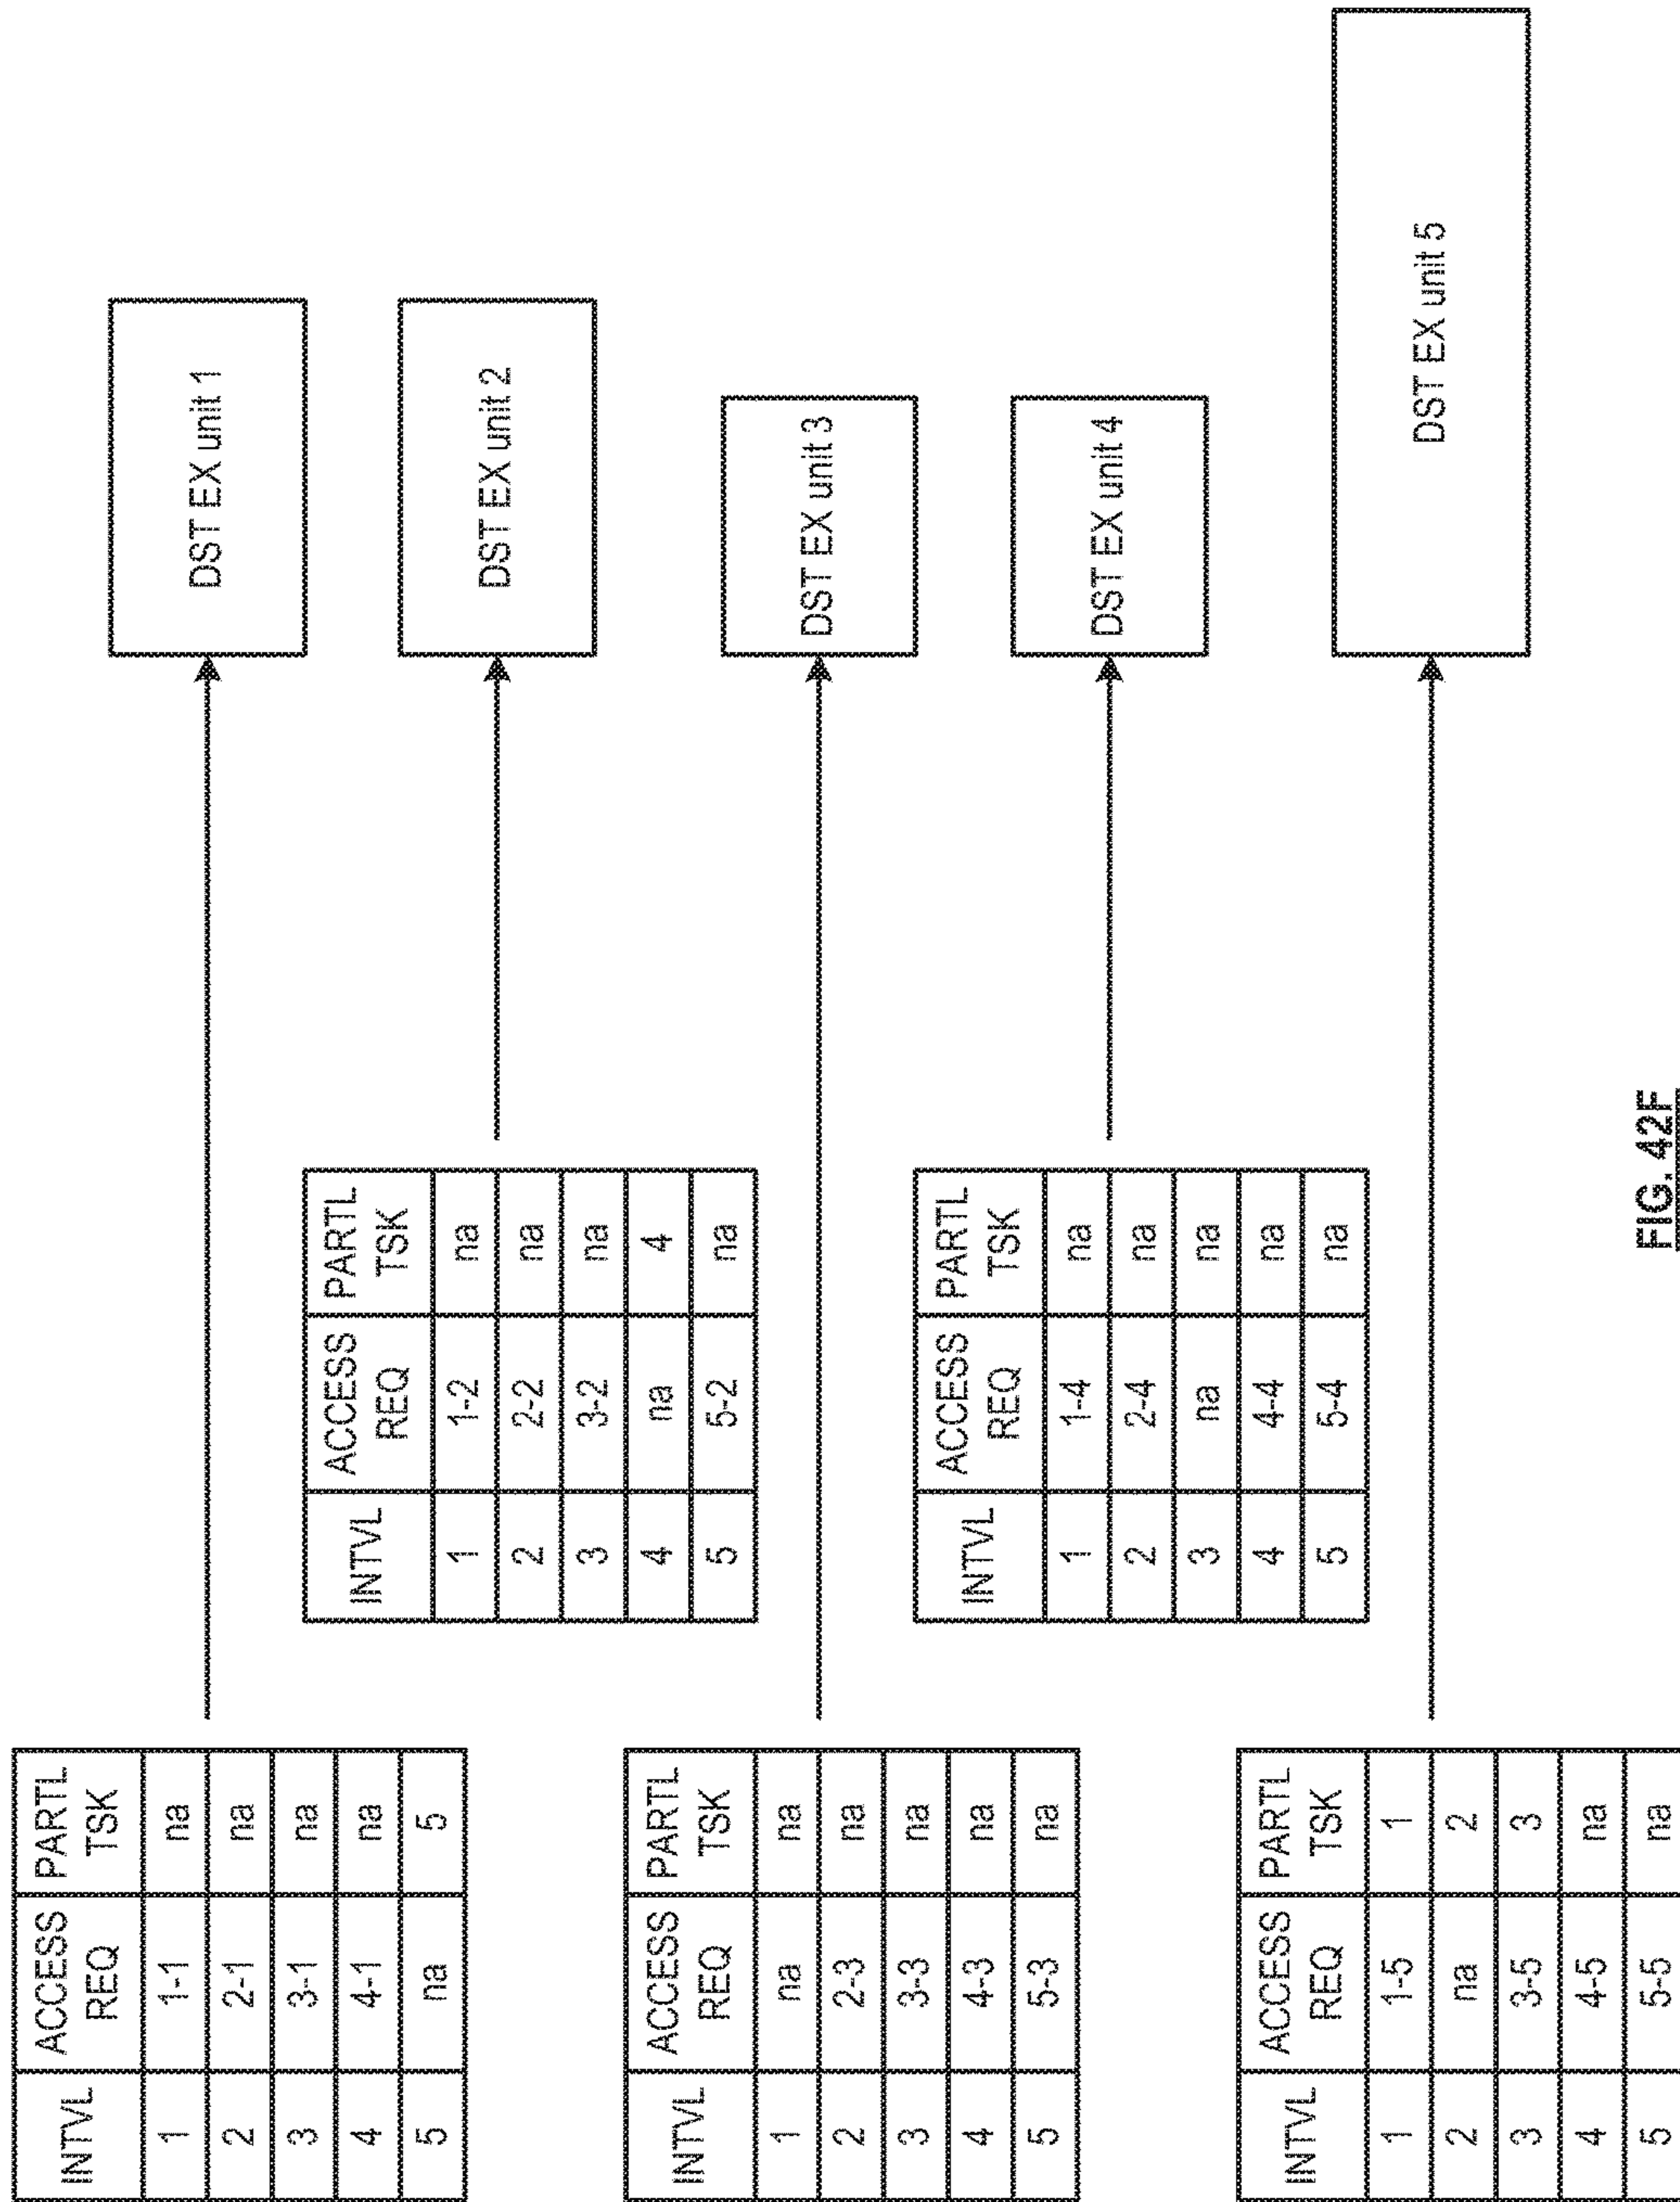 INTVL ACCESS REQ PARTL TSK
1 1-1 na
2 2-1 na
3 3-1 na
4 4-1 na
5 na 5
DST EX unit 1
INTVL ACCESS REQ PARTL TSK
1 1-2 na
2 2-2 na
3 3-2 na
4 na 4
5 5-2 na
DST EX unit 2
INTVL ACCESS REQ PARTL TSK
1 na na
2 2-3 na
3 3-3 na
4 4-3 na
5 5-3 na
DST EX unit 3
INTVL ACCESS REQ PARTL TSK
1 1-4 na
2 2-4 na
3 na na
4 4-4 na
5 5-4 na
DST EX unit 4
INTVL ACCESS REQ PARTL TSK
1 1-5 1
2 na 2
3 3-5 3
4 4-5 na
5 5-5 na
DST EX unit 5
FIG. 42F